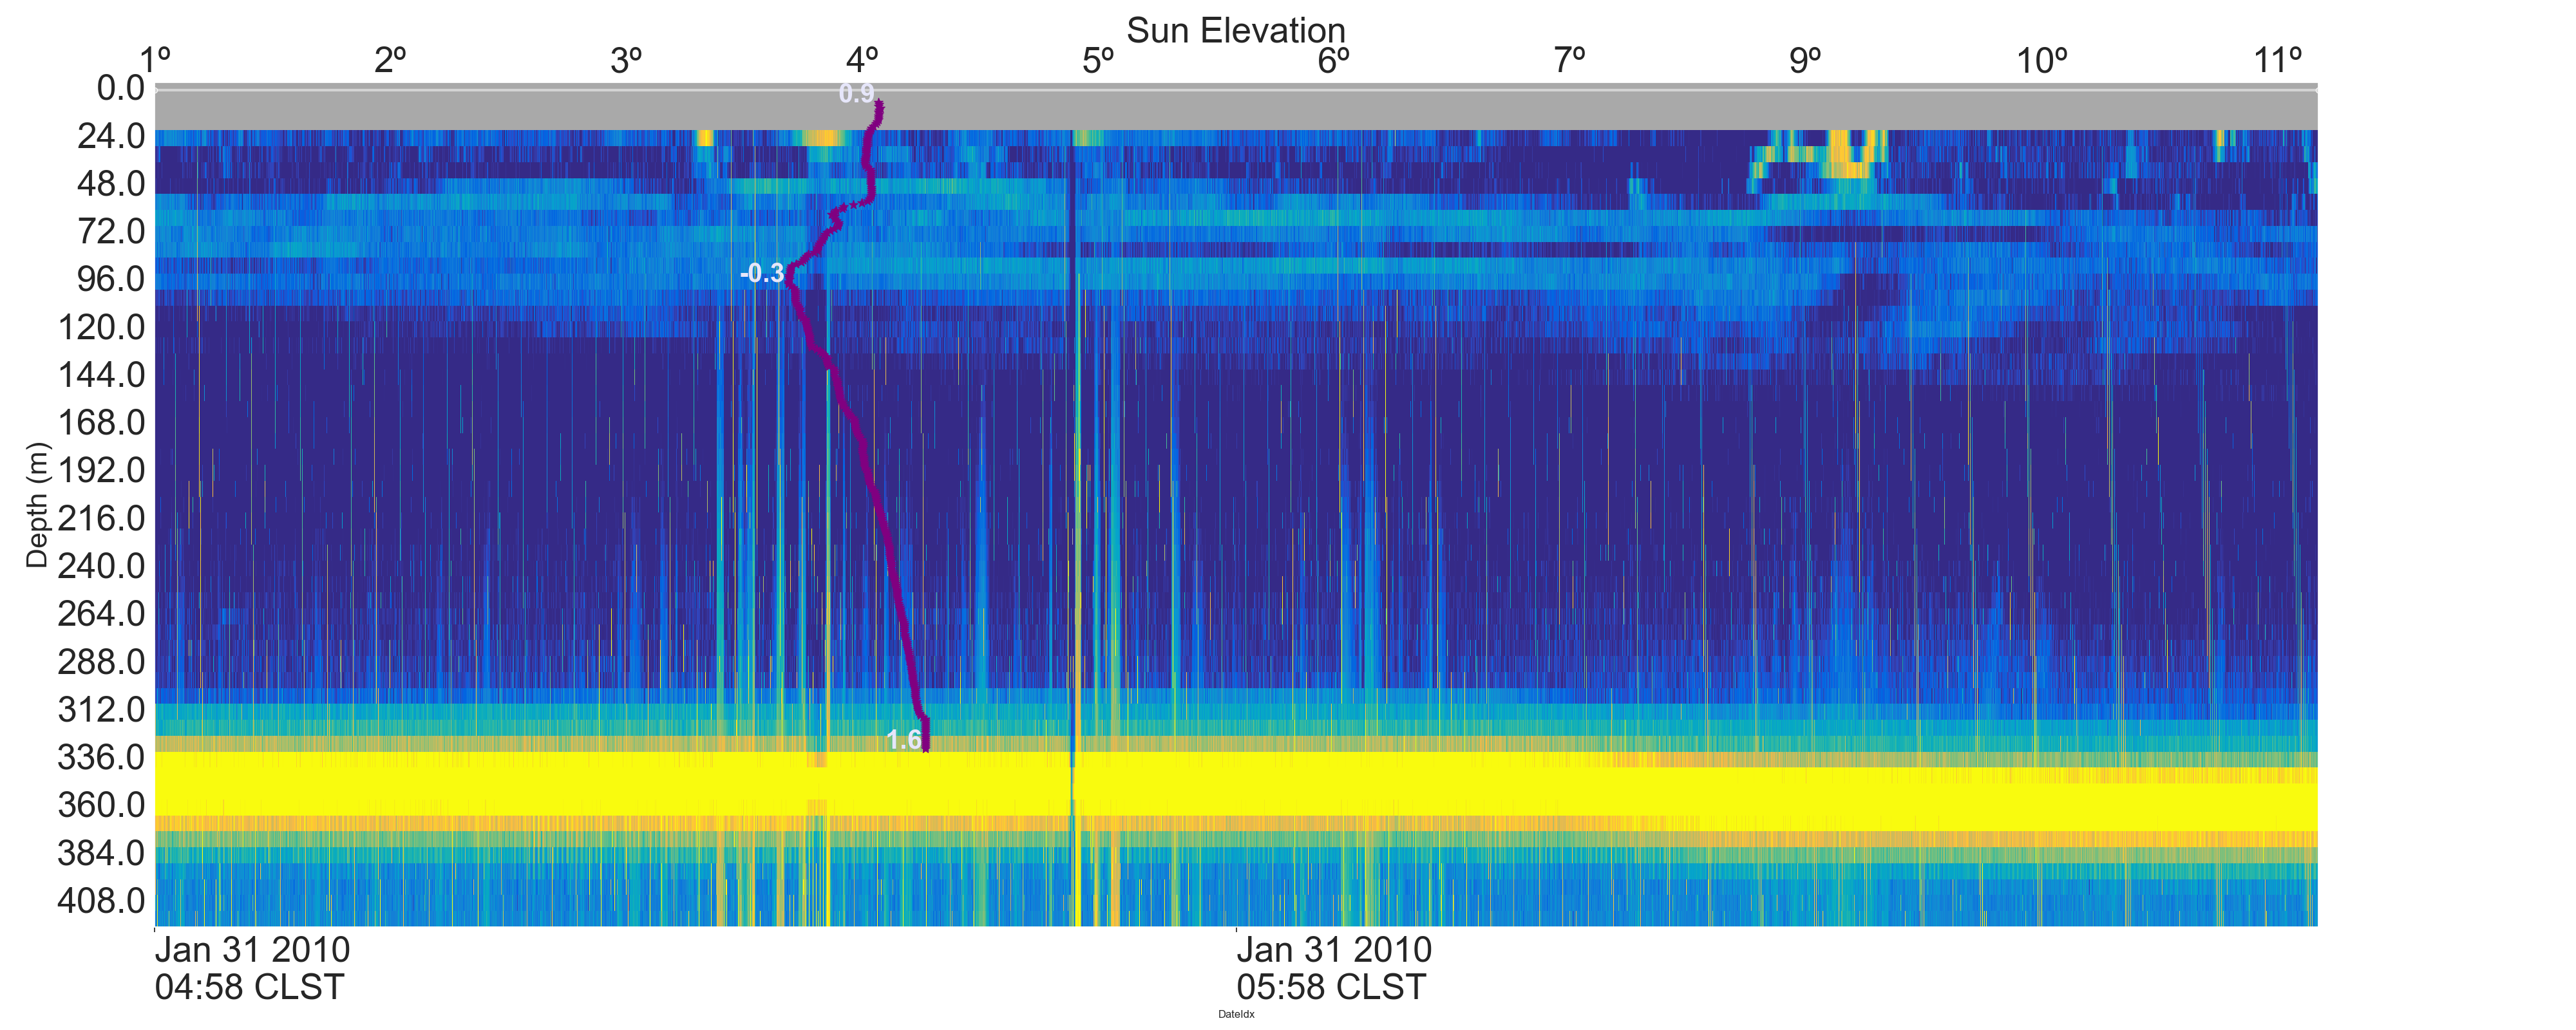 Sun Elevation
1º 2º 3º 4º 5º 6º 7º 9º 10º 11º
0.0
24.0
48.0
72.0
96.0
120.0
144.0
168.0
192.0
216.0
240.0
264.0
288.0
312.0
336.0
360.0
384.0
408.0
Depth (m)
0.9
-0.3
1.6
Jan 31 2010
04:58 CLST
Jan 31 2010
05:58 CLST
DateIdx